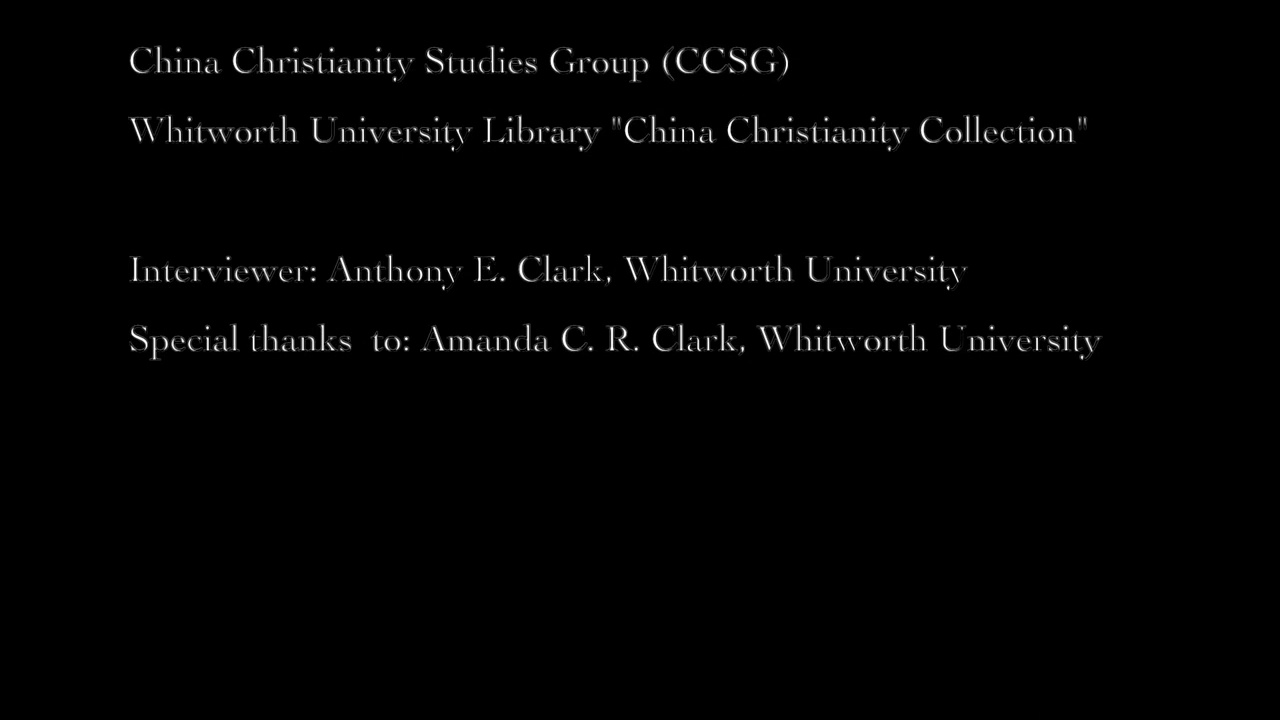 China Christianity Studies Group (CCSG)
Whitworth University Library "China Christianity Collection"
Interviewer: Anthony E. Clark, Whitworth University
Special thanks  to: Amanda C. R. Clark, Whitworth University